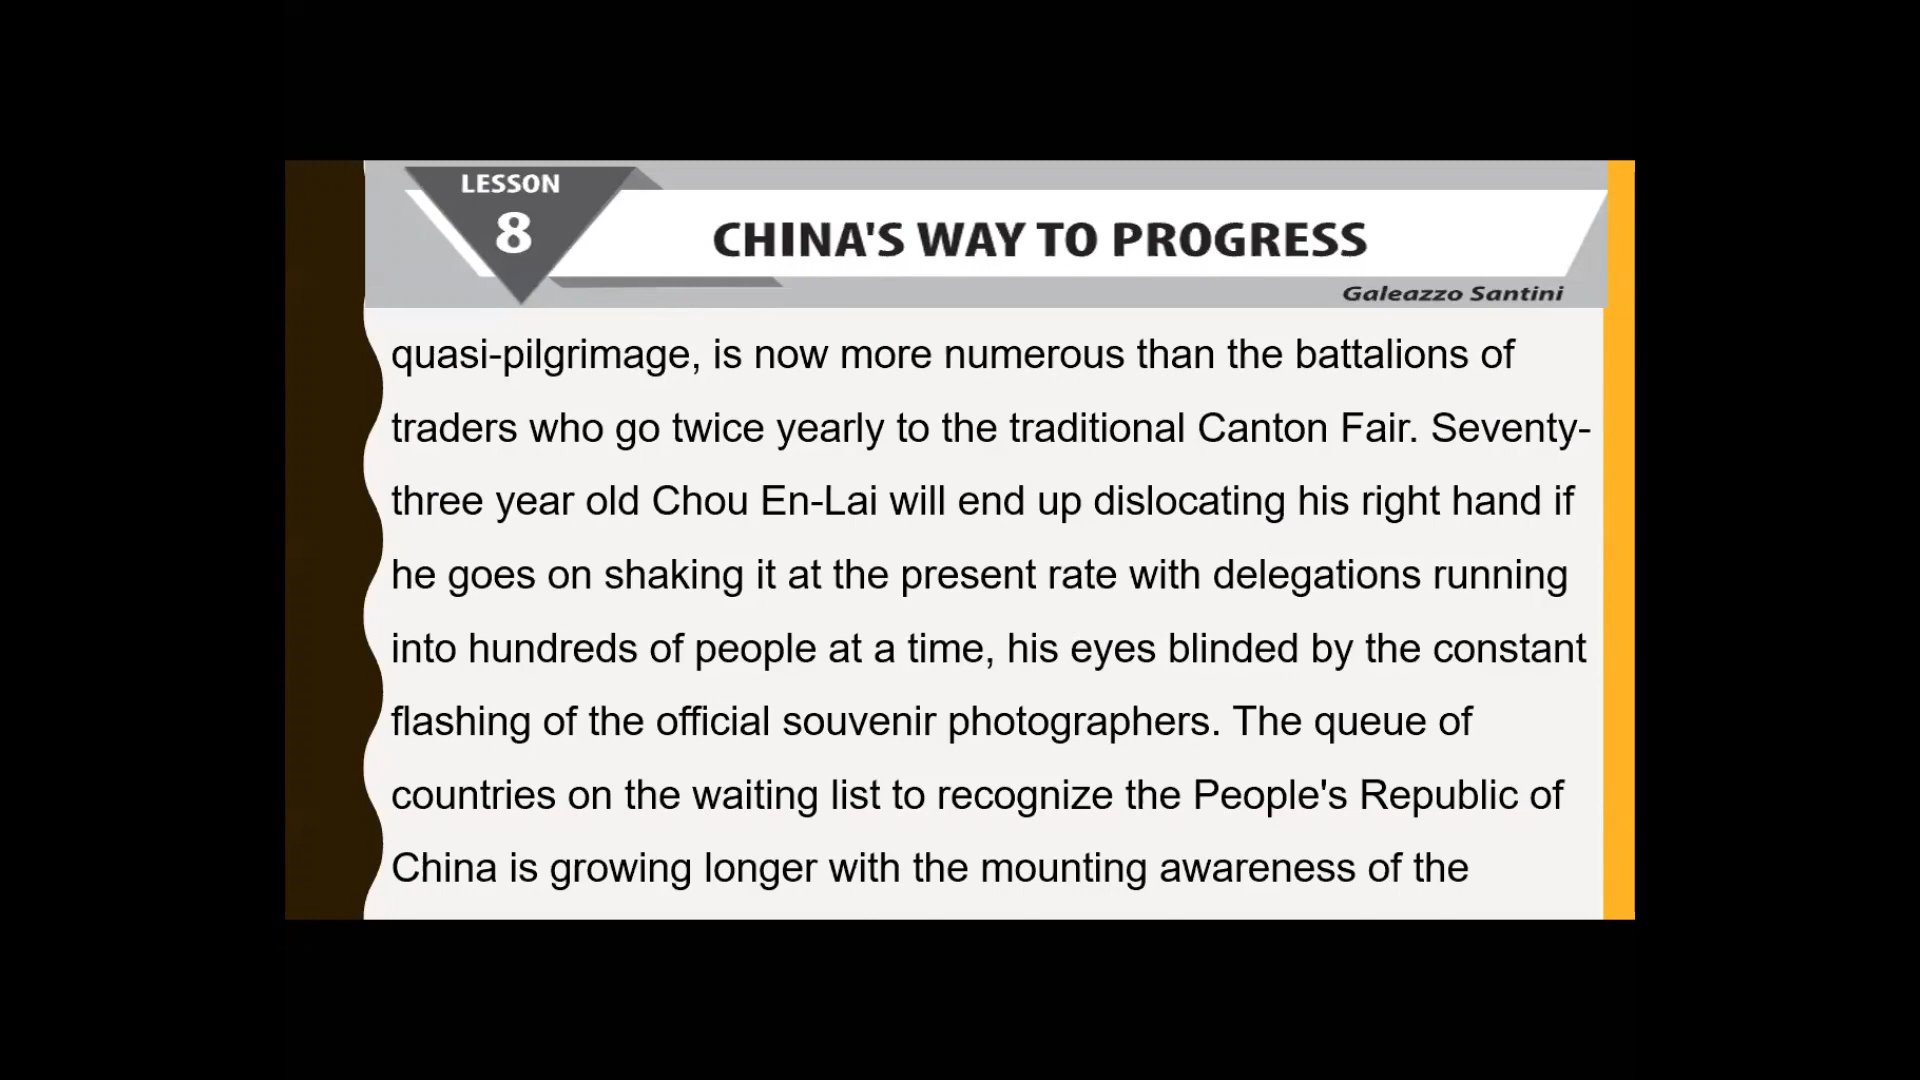 LESSON
8
CHINA'S WAY TO PROGRESS
Galeazzo Santini
quasi-pilgrimage, is now more numerous than the battalions of
traders who go twice yearly to the traditional Canton Fair. Seventy-
three year old Chou En-Lai will end up dislocating his right hand if
he goes on shaking it at the present rate with delegations running
into hundreds of people at a time, his eyes blinded by the constant
flashing of the official souvenir photographers. The queue of
countries on the waiting list to recognize the People's Republic of
China is growing longer with the mounting awareness of the